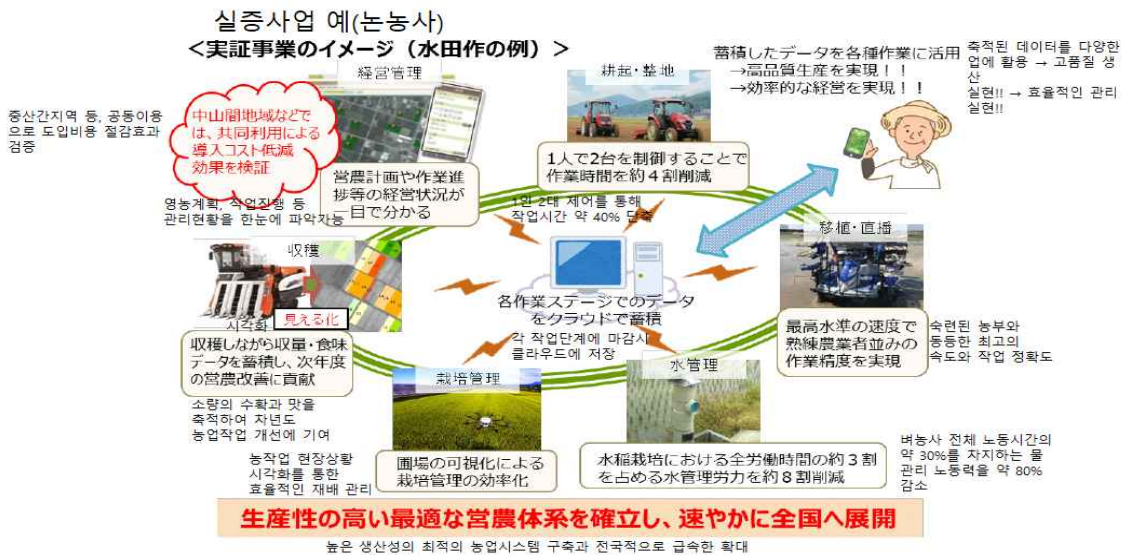 실증사업 예(논농사)
＜実証事業のイメージ（水田作の例）＞
経営管理
中山間地域などで
は、共同利用による
導入コスト低減
効果を検証
중산간지역 등, 공동이용
으로 도입비용 절감효과
검증
営農計画や作業進
捗等の経営状況が
一目で分かる
영농계획, 작업진행 등
관리현황을 한눈에 파악가능
耕起・整地
1人で2台を制御することで
作業時間を約4割削減
1인 2대 제어를 통해
작업시간 약 40% 단축
蓄積したデータを各種作業に活用
→高品質生産を実現！！
→効率的な経営を実現！！
축적된 데이터를 다양한
업에 활용 → 고품질 생
산
실현!! → 효율적인 관리
실현!!
移植・直播
最高水準の速度で
熟練農業者並みの
作業精度を実現
숙련된 농부와
동등한 최고의
속도와 작업 정확도
収穫
시각화
見える化
収穫しながら収量・食味
データを蓄積し、次年度
の営農改善に貢献
소량의 수확과 맛을
축적하여 차년도
농업작업 개선에 기여
各作業ステージでのデータ
をクラウドで蓄積
각 작업단계에 마감시
클라우드에 저장
栽培管理
圃場の可視化による
栽培管理の効率化
농작업 현장상황
시각화를 통한
효율적인 재배 관리
水管理
水稲栽培における全労働時間の約３割
を占める水管理労力を約８割削減
벼농사 전체 노동시간의
약 30%를 차지하는 물
관리 노동력을 약 80%
감소
生産性の高い最適な営農体系を確立し、速やかに全国へ展開
높은 생산성의 최적의 농업시스템 구축과 전국적으로 급속한 확대